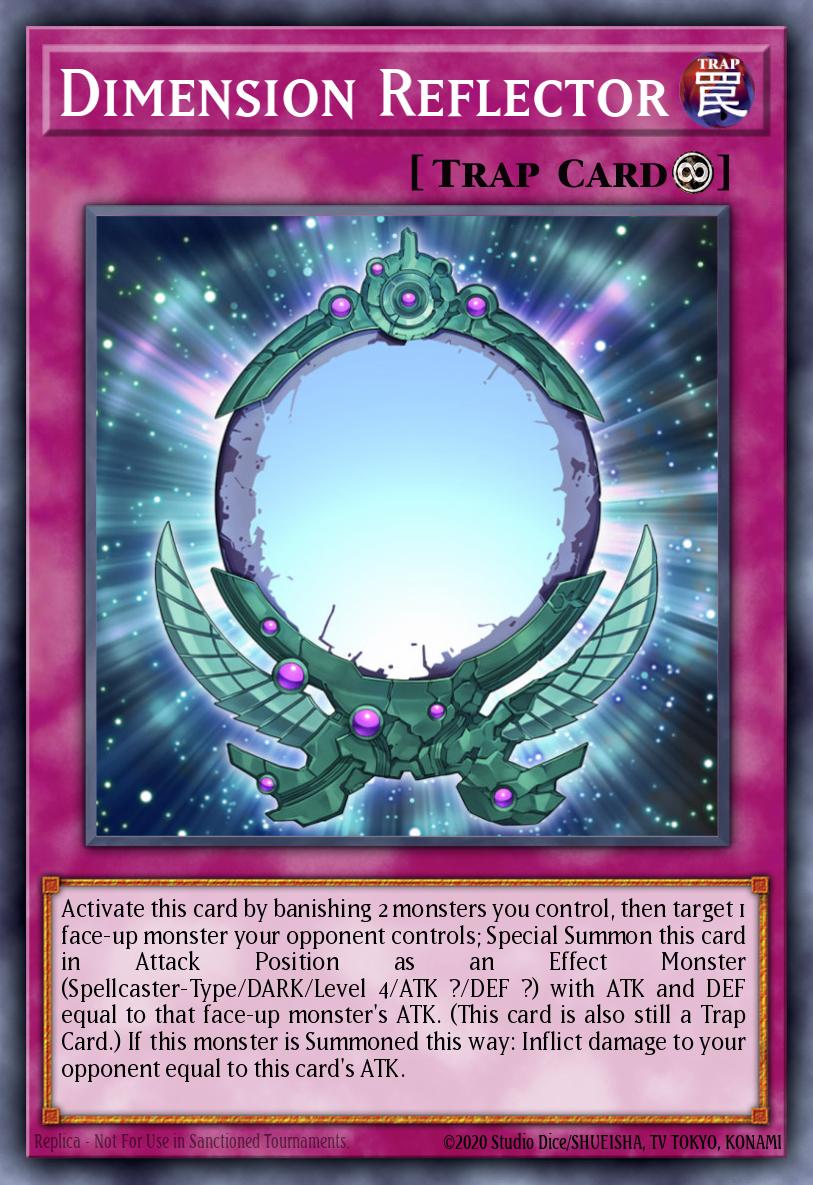 Dimension Reflector
TRAP
罠
[Trap Card]
Activate this card by banishing 2 monsters you control, then target 1
face-up monster your opponent controls; Special Summon this card
in Attack Position as an Effect Monster
(Spellcaster-Type/DARK/Level 4/ATK ?/DEF ?) with ATK and DEF
equal to that face-up monster's ATK. (This card is also still a Trap
Card.) If this monster is Summoned this way: Inflict damage to your
opponent equal to this card's ATK.
Replica - Not For Use in Sanctioned Tournaments.
©2020 Studio Dice/SHUEISHA, TV TOKYO, KONAMI